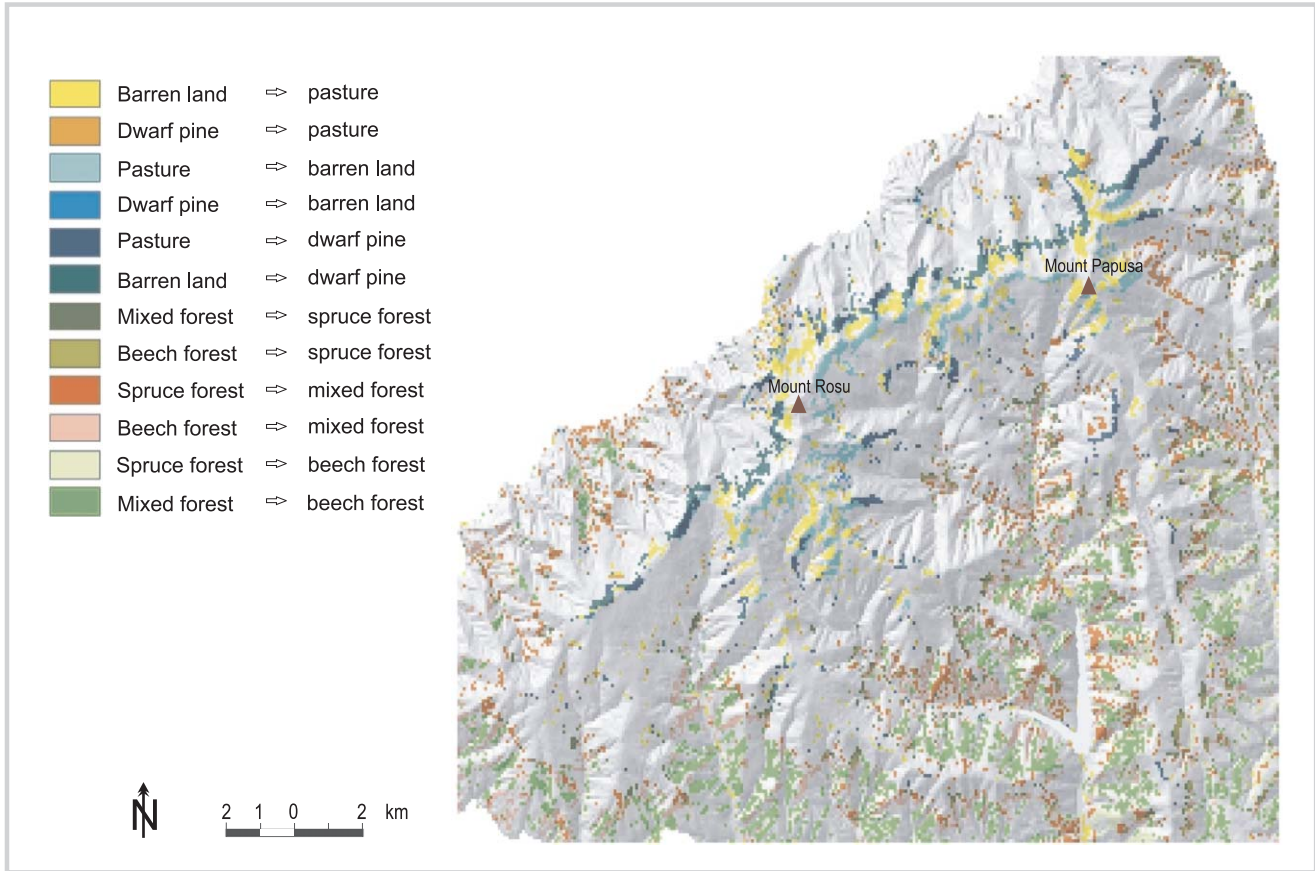 Barren land ⇨ pasture
Dwarf pine ⇨ pasture
Pasture ⇨ barren land
Dwarf pine ⇨ barren land
Pasture ⇨ dwarf pine
Barren land ⇨ dwarf pine
Mixed forest ⇨ spruce forest
Beech forest ⇨ spruce forest
Spruce forest ⇨ mixed forest
Beech forest ⇨ mixed forest
Spruce forest ⇨ beech forest
Mixed forest ⇨ beech forest
Mount Papusa
Mount Rosu
N
2 1 0 2 km